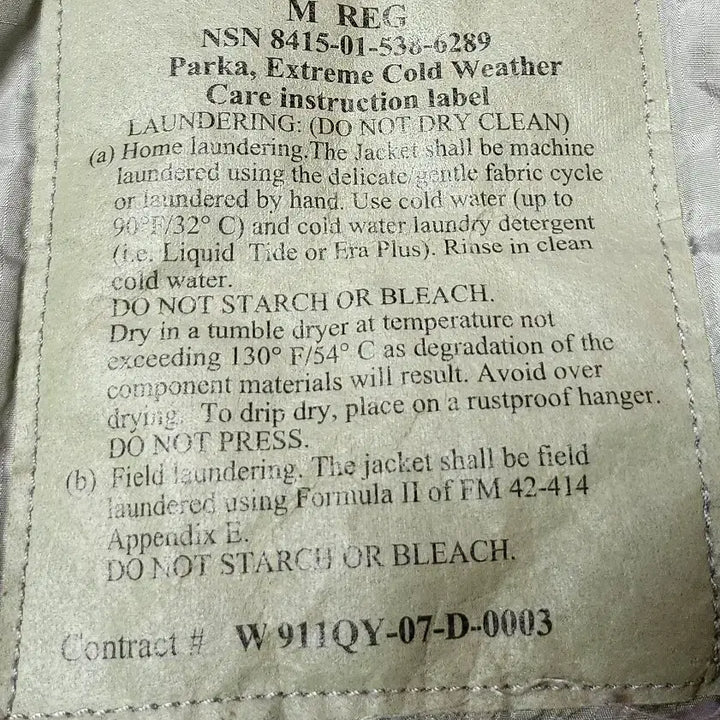 M REG
NSN 8415-01-538-6289
Parka, Extreme Cold Weather
Care instruction label
LAUNDERING: (DO NOT DRY CLEAN)
(a) Home laundering.The Jacket shall be machine
laundered using the delicate/gentle fabric cycle
or laundered by hand. Use cold water (up to
90°F/32° C) and cold water laundry detergent
(i.e. Liquid Tide or Era Plus). Rinse in clean
cold water.
DO NOT STARCH OR BLEACH.
Dry in a tumble dryer at temperature not
exceeding 130° F/54° C as degradation of the
component materials will result. Avoid over
drying. To drip dry, place on a rustproof hanger.
DO NOT PRESS.
(b) Field laundering. The jacket shall be field
laundered using Formula II of FM 42-414
Appendix E.
DO NOT STARCH OR BLEACH.
Contract # W 911QY-07-D-0003